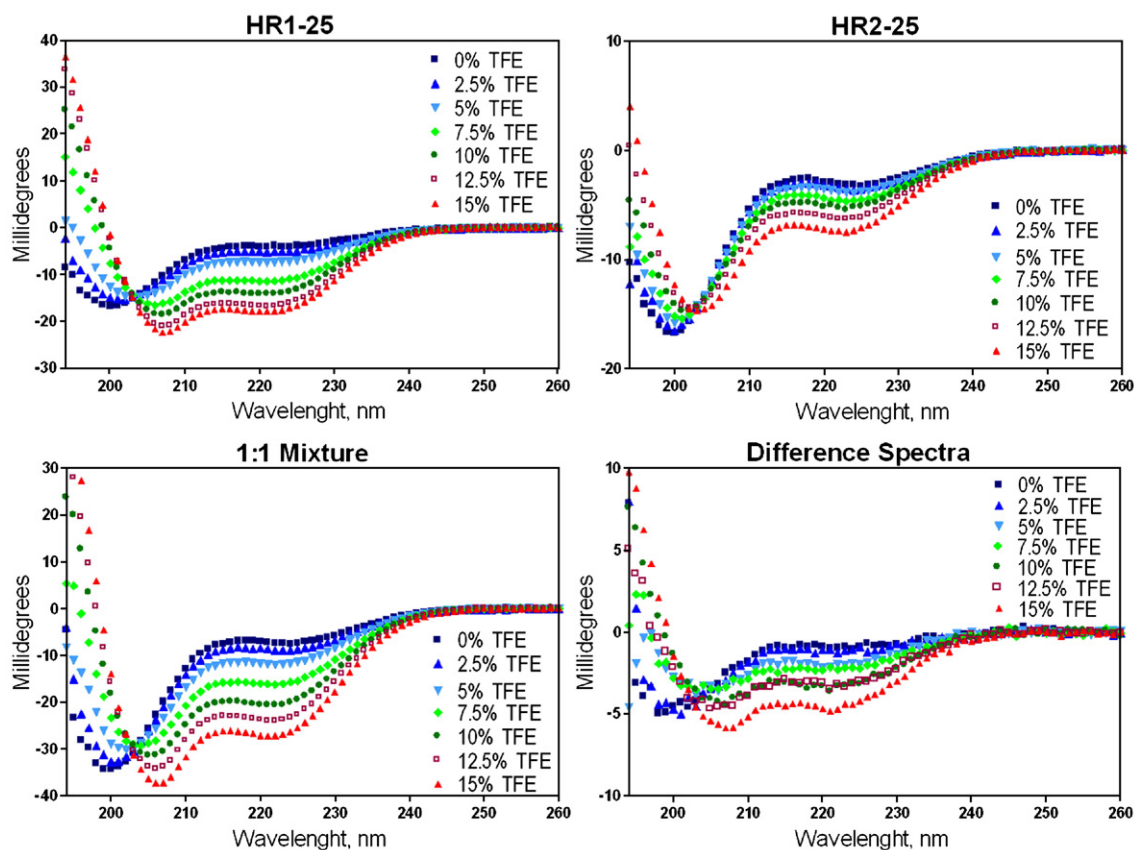 HR1-25
40
30
20
10
0
-10
-20
-30
Millidegrees
0% TFE
2.5% TFE
5% TFE
7.5% TFE
10% TFE
12.5% TFE
15% TFE
200 210 220 230 240 250 260
Wavelenght, nm
HR2-25
10
0
-10
-20
Millidegrees
0% TFE
2.5% TFE
5% TFE
7.5% TFE
10% TFE
12.5% TFE
15% TFE
200 210 220 230 240 250 260
Wavelenght, nm
1:1 Mixture
30
20
10
0
-10
-20
-30
-40
Millidegrees
0% TFE
2.5% TFE
5% TFE
7.5% TFE
10% TFE
12.5% TFE
15% TFE
200 210 220 230 240 250 260
Wavelenght, nm
Difference Spectra
10
5
0
-5
-10
Millidegrees
0% TFE
2.5% TFE
5% TFE
7.5% TFE
10% TFE
12.5% TFE
15% TFE
200 210 220 230 240 250 260
Wavelenght, nm